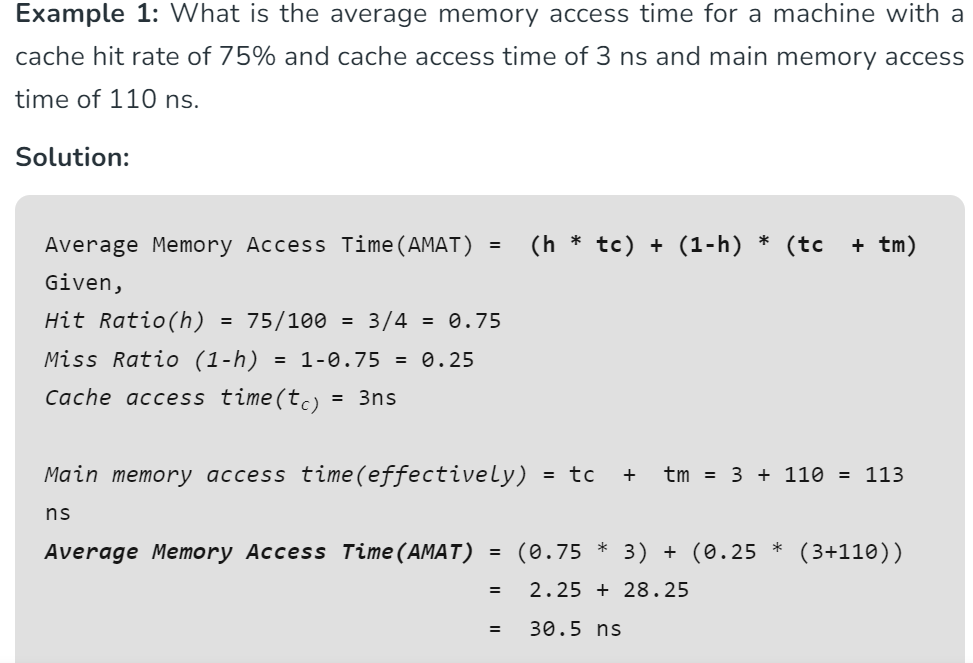 Example 1: What is the average memory access time for a machine with a
cache hit rate of 75% and cache access time of 3 ns and main memory access
time of 110 ns.
Solution:
Average Memory Access Time(AMAT) = (h * tc) + (1-h) * (tc + tm)
Given,
Hit Ratio(h) = 75/100 = 3/4 = 0.75
Miss Ratio (1-h) = 1-0.75 = 0.25
Cache access time(tc) = 3ns
Main memory access time(effectively) = tc + tm = 3 + 110 = 113
ns
Average Memory Access Time(AMAT) = (0.75 * 3) + (0.25 * (3+110))
= 2.25 + 28.25
= 30.5 ns